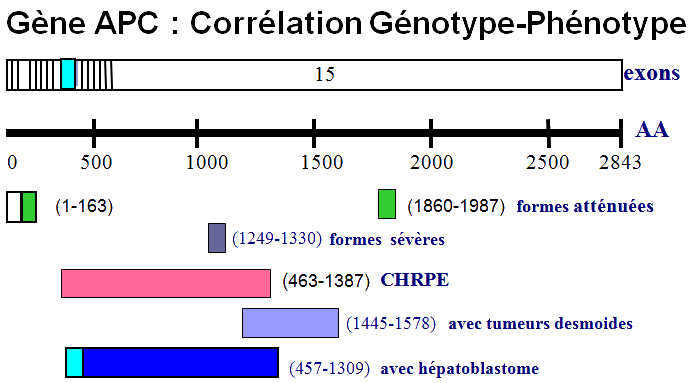 Gène APC : Corrélation Génotype-Phénotype
15 exons
AA
0 500 1000 1500 2000 2500 2843
(1-163) (1860-1987) formes atténuées
(1249-1330) formes sévères
(463-1387) CHRPE
(1445-1578) avec tumeurs desmoides
(457-1309) avec hépatoblastome